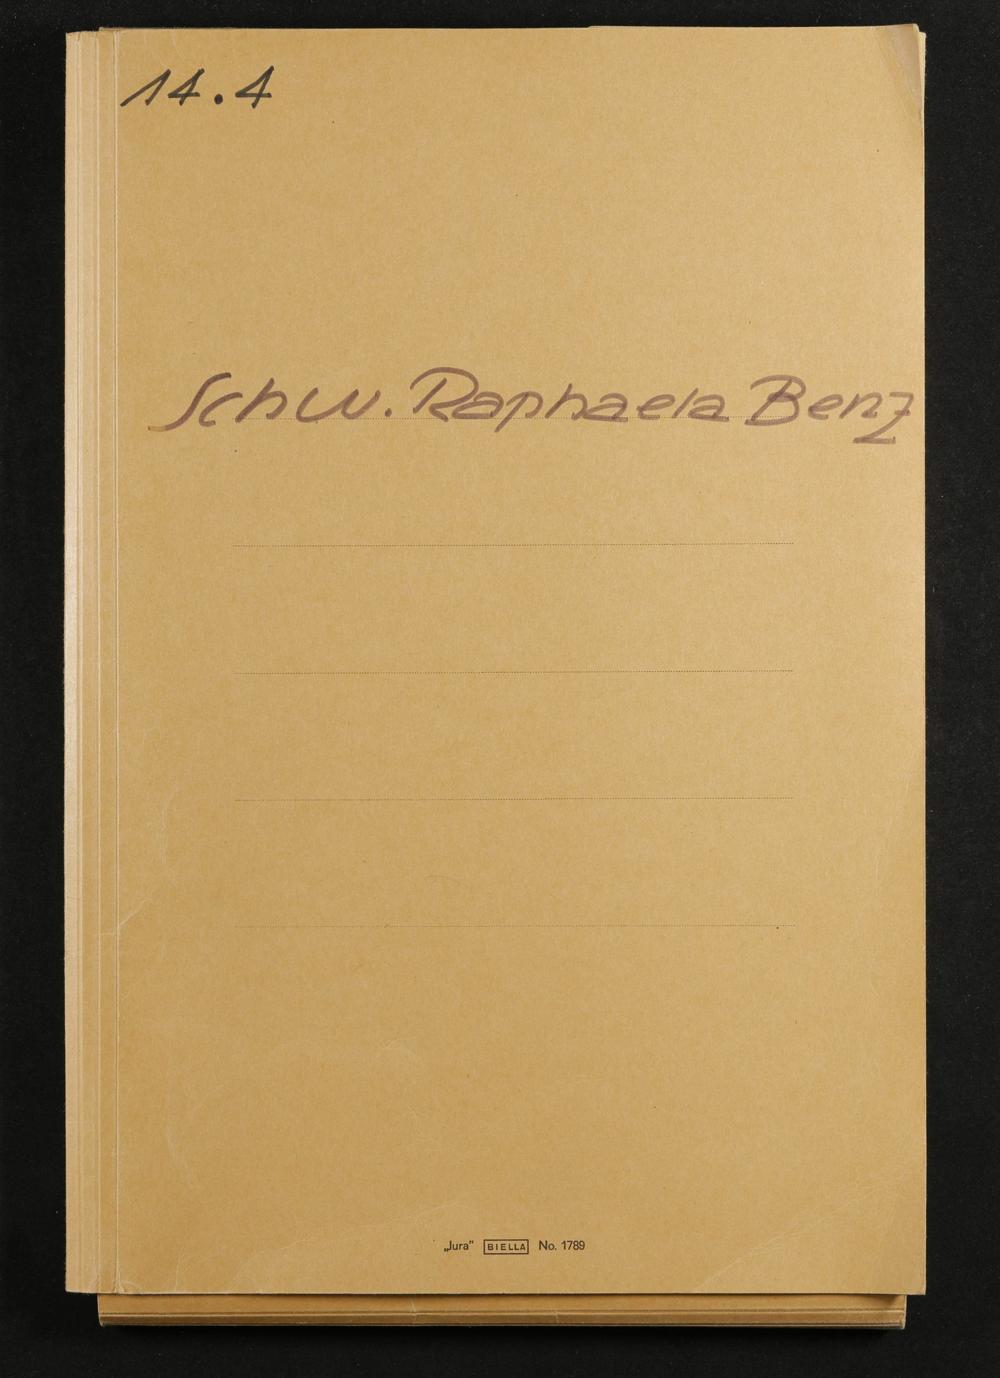 14.4
Schw. Raphaela Benz
„Jura" BIELLA No. 1789